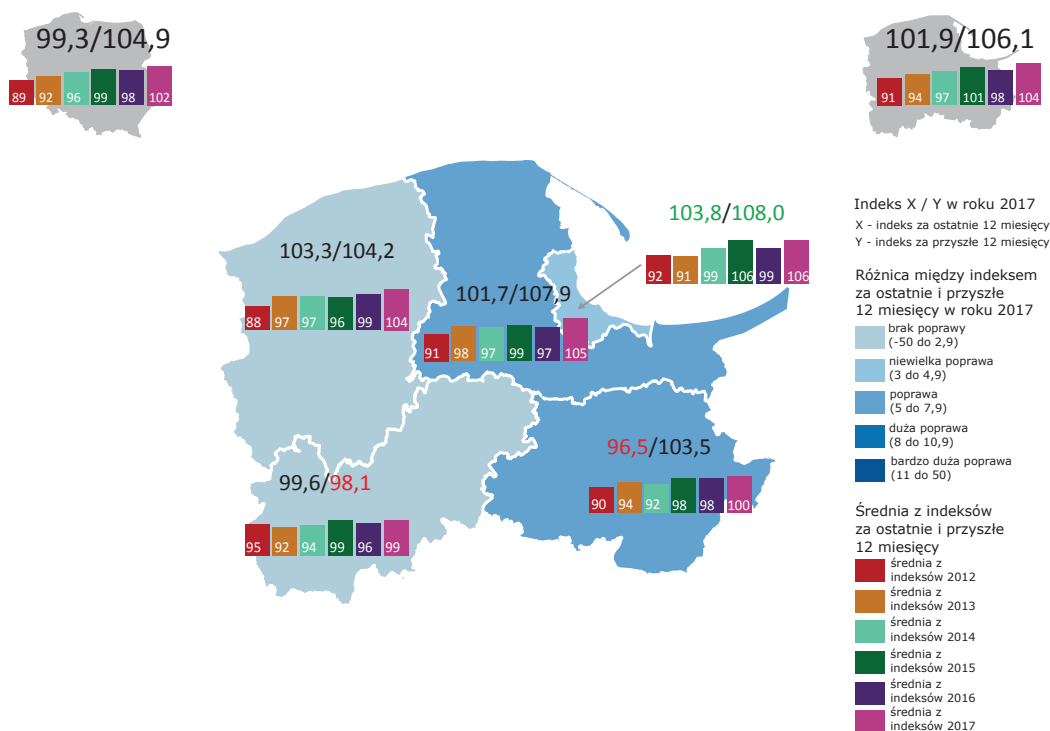 99,3/104,9
89 92 96 99 98 102
101,9/106,1
91 94 97 101 98 104
103,8/108,0
92 91 99 106 99 106
103,3/104,2
88 97 97 96 99 104
101,7/107,9
91 98 97 99 97 105
96,5/103,5
90 94 92 98 98 100
99,6/98,1
95 92 94 99 96 99
Indeks X / Y w roku 2017
X - indeks za ostatnie 12 miesięcy
Y - indeks za przyszłe 12 miesięcy
Różnica między indeksem
za ostatnie i przyszłe
12 miesięcy w roku 2017
brak poprawy
(-50 do 2,9)
niewielka poprawa
(3 do 4,9)
poprawa
(5 do 7,9)
duża poprawa
(8 do 10,9)
bardzo duża poprawa
(11 do 50)
Średnia z indeksów
za ostatnie i przyszłe
12 miesięcy
średnia z
indeksów 2012
średnia z
indeksów 2013
średnia z
indeksów 2014
średnia z
indeksów 2015
średnia z
indeksów 2016
średnia z
indeksów 2017